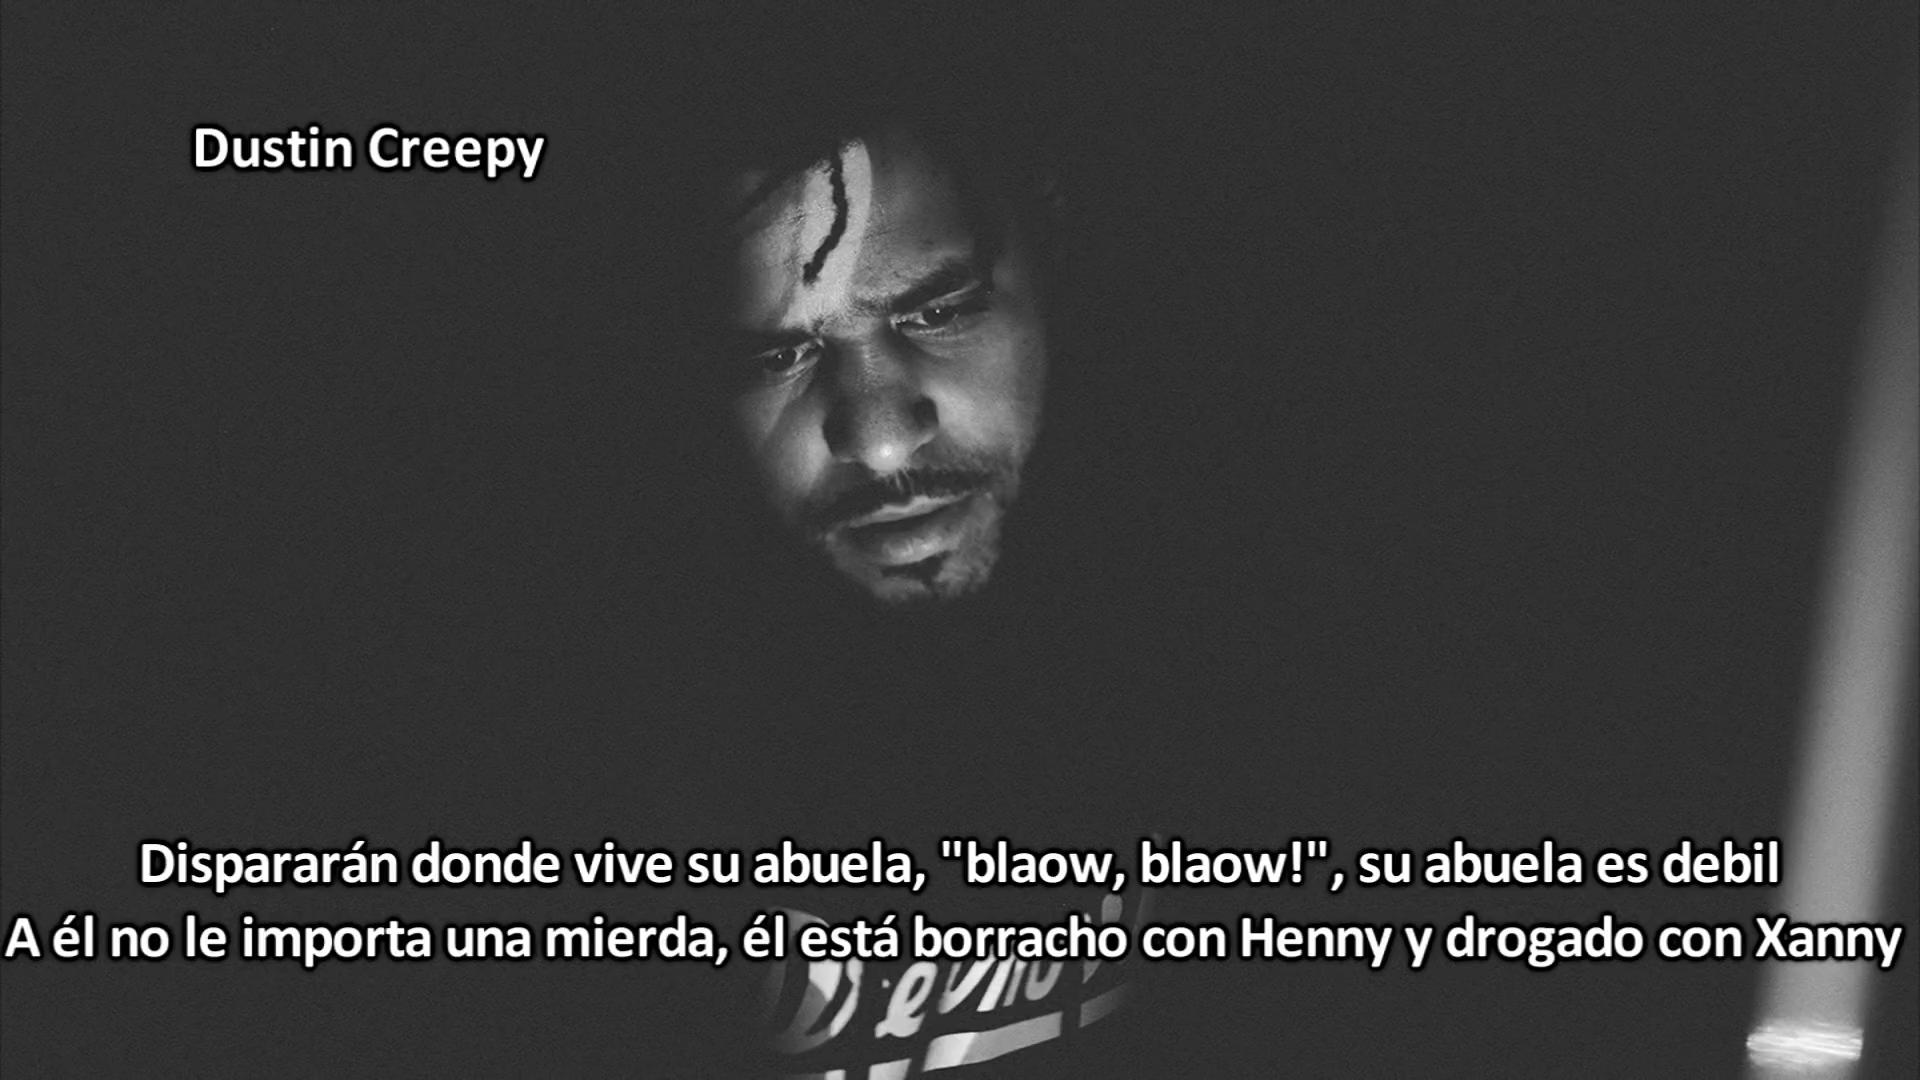 Dustin Creepy
Dispararán donde vive su abuela, "blaow, blaow!", su abuela es debil
A él no le importa una mierda, él está borracho con Henny y drogado con Xanny